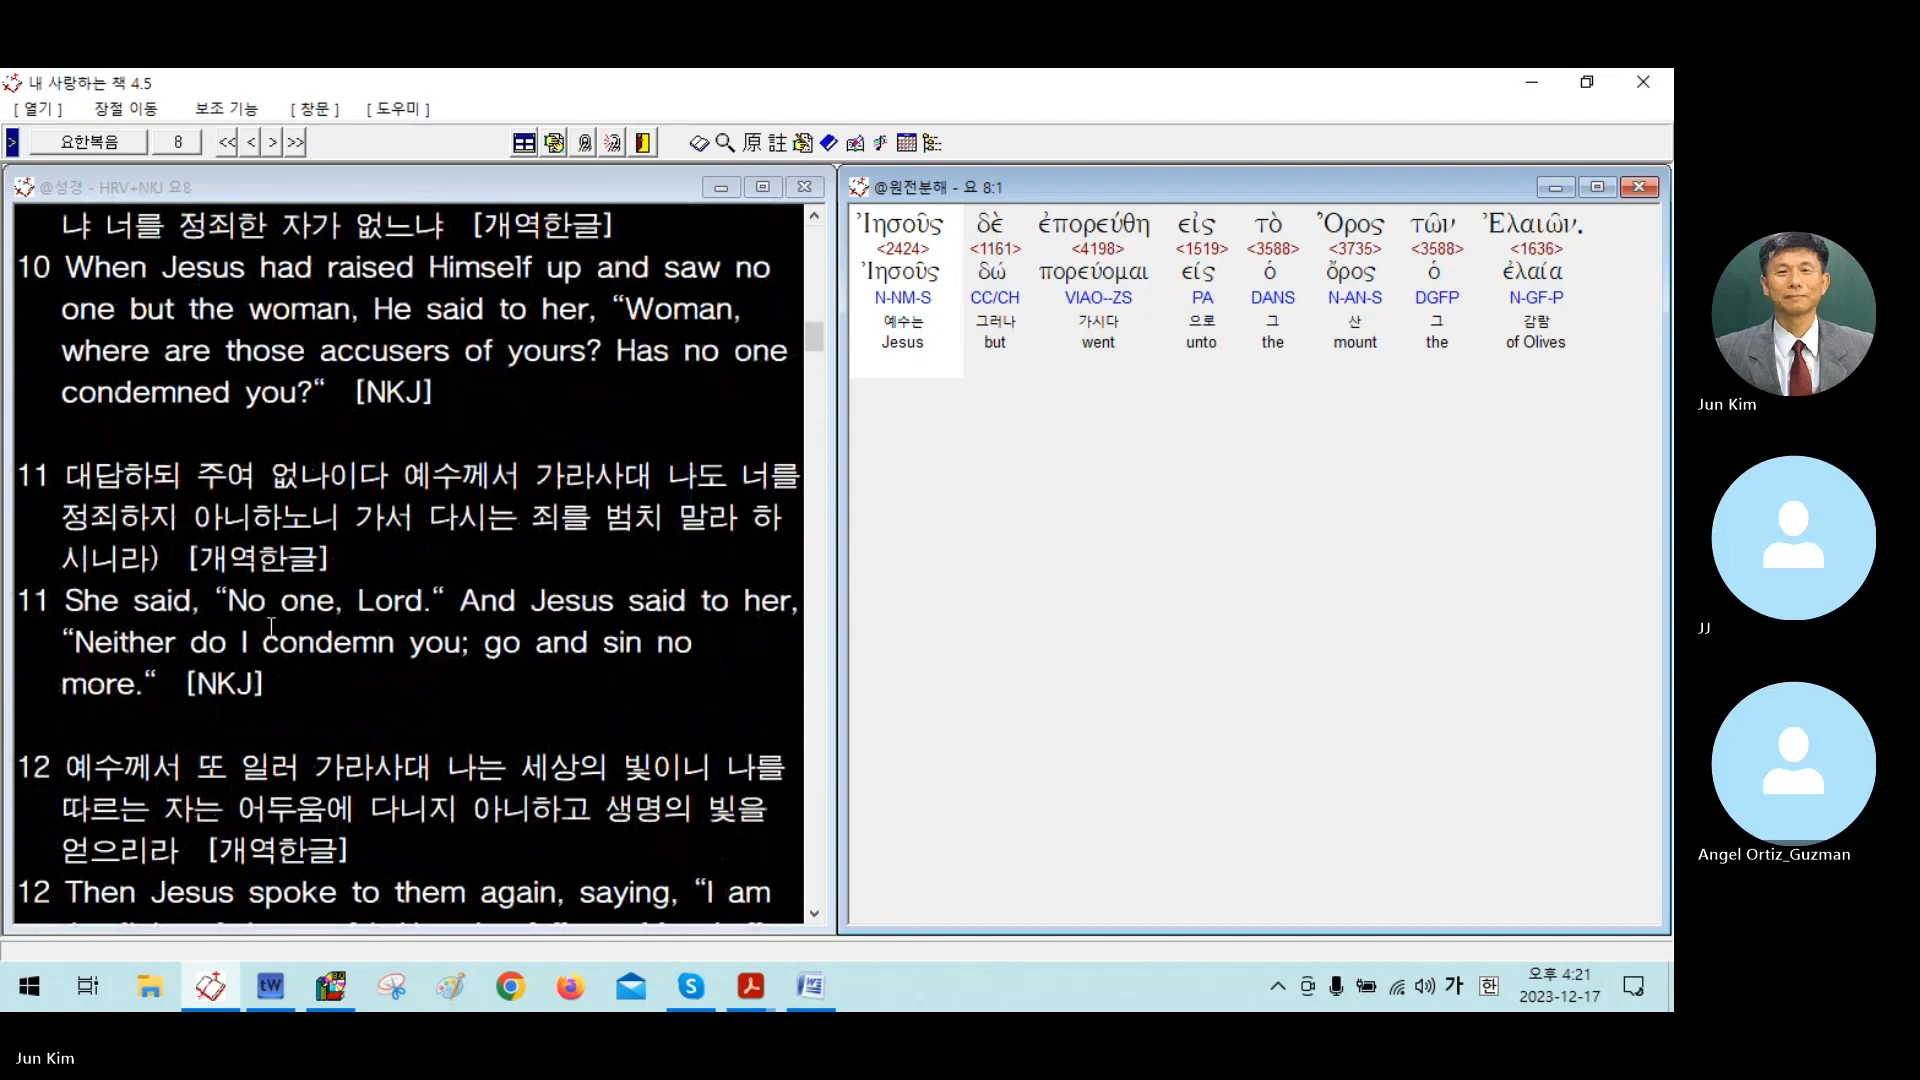 내 사랑하는 책 4.5
[ 열기 ] 장절 이동 보조 기능 [ 창문 ] [ 도우미 ]
> 요한복음 8 << < > >> 原 註
@성경 - HRV+NKJ 요8
냐 너를 정죄한 자가 없느냐 [개역한글]
10 When Jesus had raised Himself up and saw no
one but the woman, He said to her, “Woman,
where are those accusers of yours? Has no one
condemned you?“ [NKJ]
11 대답하되 주여 없나이다 예수께서 가라사대 나도 너를
정죄하지 아니하노니 가서 다시는 죄를 범치 말라 하
시니라) [개역한글]
11 She said, “No one, Lord.“ And Jesus said to her,
“Neither do I condemn you; go and sin no
more.“ [NKJ]
12 예수께서 또 일러 가라사대 나는 세상의 빛이니 나를
따르는 자는 어두움에 다니지 아니하고 생명의 빛을
얻으리라 [개역한글]
12 Then Jesus spoke to them again, saying, “I am
@원전분해 - 요 8:1
Ἰησοῦς δὲ ἐπορεύθη εἰς τὸ Ὄρος τῶν Ἐλαιῶν.
<2424> <1161> <4198> <1519> <3588> <3735> <3588> <1636>
Ἰησοῦς δώ πορεύομαι είς ὁ ὄρος ὁ ἐλαία
N-NM-S CC/CH VIAO--ZS PA DANS N-AN-S DGFP N-GF-P
예수는 그러나 가시다 으로 그 산 그 감람
Jesus but went unto the mount the of Olives
Jun Kim
JJ
Angel Ortiz_Guzman
tW S W 가 한
오후 4:21
2023-12-17
Jun Kim